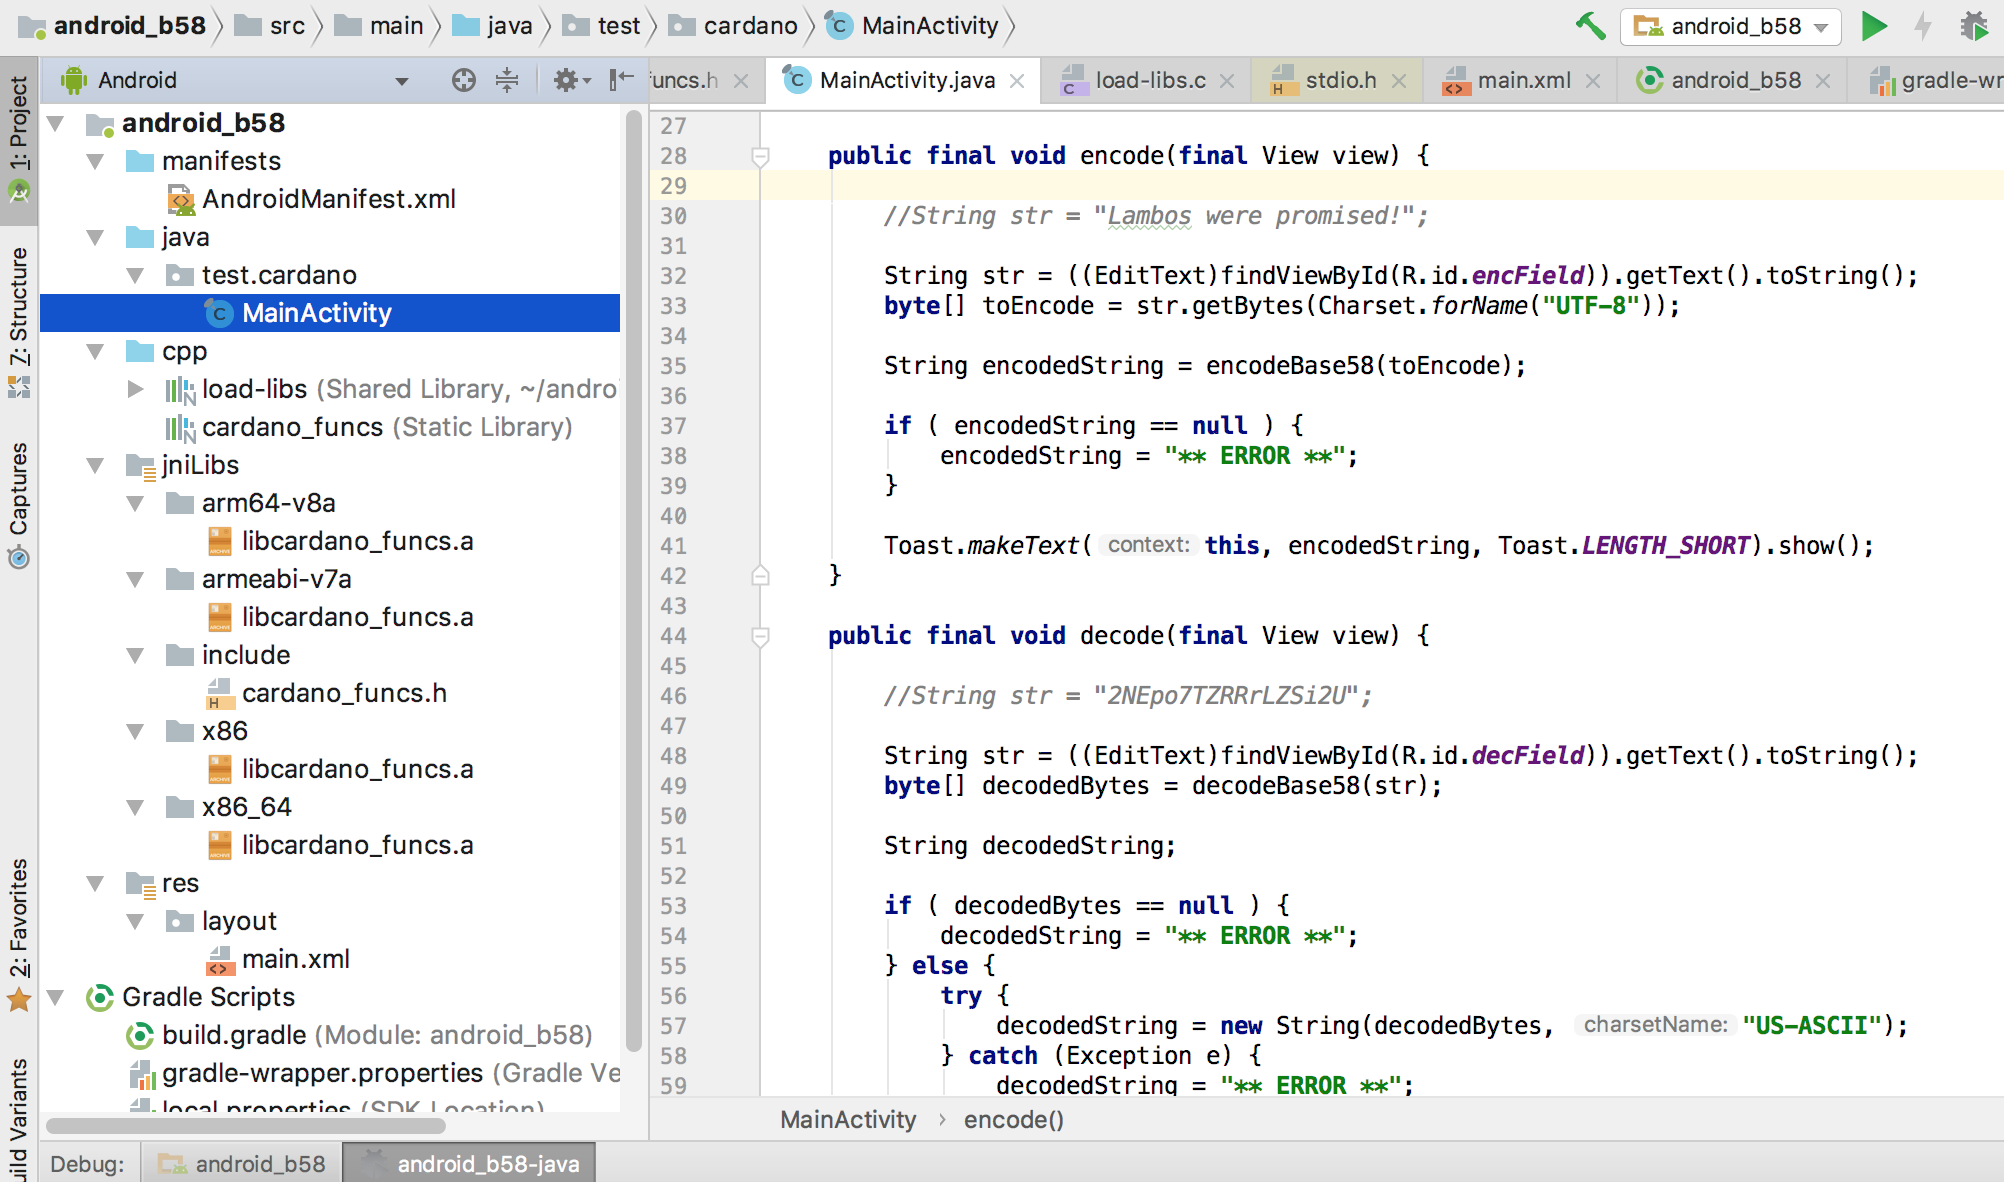 android_b58 src main java test cardano MainActivity android_b58
Android
funcs.h MainActivity.java load-libs.c stdio.h main.xml android_b58 gradle-wr
1: Project
7: Structure
Captures
2: Favorites
uild Variants
android_b58
manifests
AndroidManifest.xml
java
test.cardano
MainActivity
cpp
load-libs (Shared Library, ~/andro
cardano_funcs (Static Library)
jniLibs
arm64-v8a
libcardano_funcs.a
armeabi-v7a
libcardano_funcs.a
include
cardano_funcs.h
x86
libcardano_funcs.a
x86_64
libcardano_funcs.a
res
layout
main.xml
Gradle Scripts
build.gradle (Module: android_b58)
gradle-wrapper.properties (Gradle Ve
local.properties (SDK Location)
27
28 public final void encode(final View view) {
29
30 //String str = "Lambos were promised!";
31
32 String str = ((EditText)findViewById(R.id.encField)).getText().toString();
33 byte[] toEncode = str.getBytes(Charset.forName("UTF-8"));
34
35 String encodedString = encodeBase58(toEncode);
36
37 if ( encodedString == null ) {
38 encodedString = "** ERROR **";
39 }
40
41 Toast.makeText( context: this, encodedString, Toast.LENGTH_SHORT).show();
42 }
43
44 public final void decode(final View view) {
45
46 //String str = "2NEpo7TZRRrLZSi2U";
47
48 String str = ((EditText)findViewById(R.id.decField)).getText().toString();
49 byte[] decodedBytes = decodeBase58(str);
50
51 String decodedString;
52
53 if ( decodedBytes == null ) {
54 decodedString = "** ERROR **";
55 } else {
56 try {
57 decodedString = new String(decodedBytes, charsetName: "US-ASCII");
58 } catch (Exception e) {
59 decodedString = "** ERROR **";
MainActivity › encode()
Debug: android_b58 android_b58-java